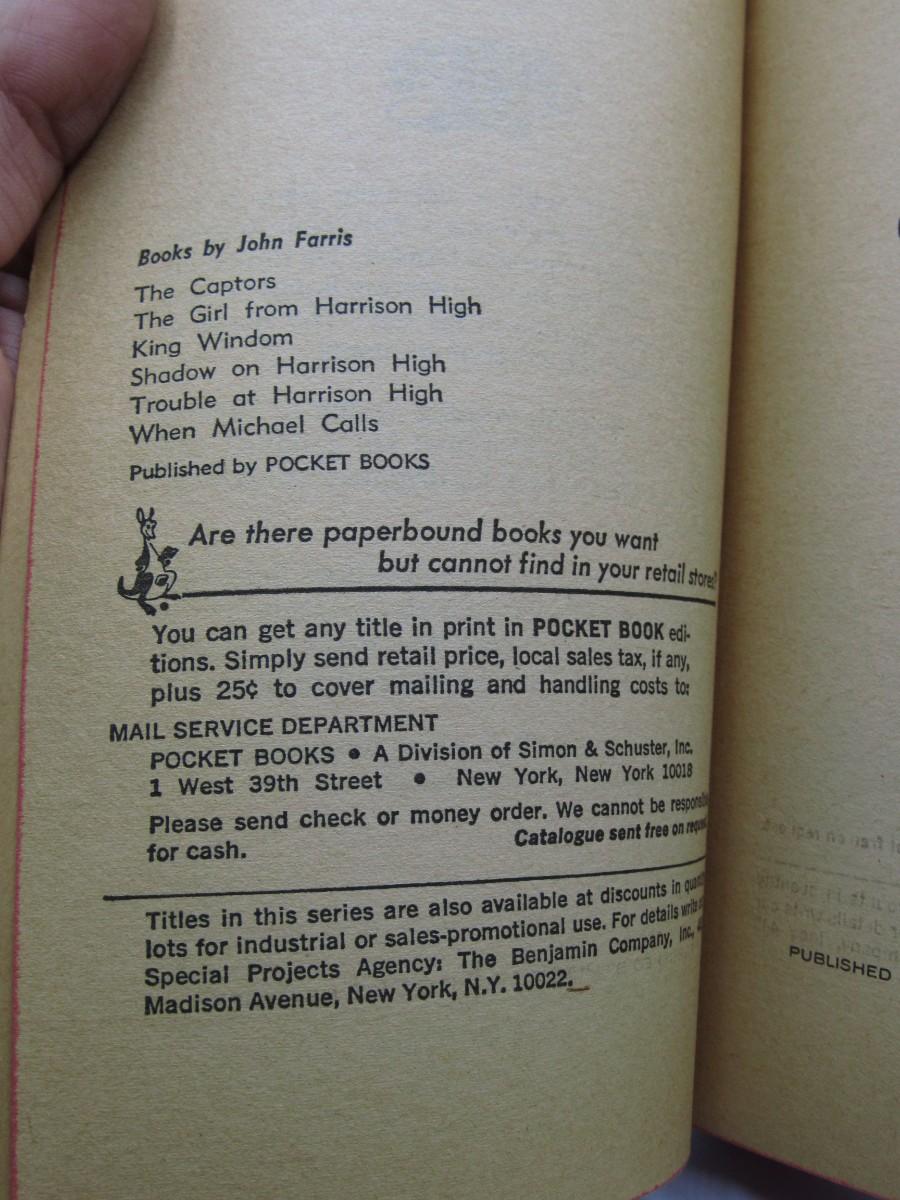 Books by John Farris
The Captors
The Girl from Harrison High
King Windom
Shadow on Harrison High
Trouble at Harrison High
When Michael Calls
Published by POCKET BOOKS
Are there paperbound books you want
but cannot find in your retail stores?
You can get any title in print in POCKET BOOK edi-
tions. Simply send retail price, local sales tax, if any,
plus 25¢ to cover mailing and handling costs to:
MAIL SERVICE DEPARTMENT
POCKET BOOKS • A Division of Simon & Schuster, Inc.
1 West 39th Street • New York, New York 10018
Please send check or money order. We cannot be responsible
for cash. Catalogue sent free on request.
Titles in this series are also available at discounts in quantity
lots for industrial or sales-promotional use. For details write
Special Projects Agency: The Benjamin Company, Inc.,
Madison Avenue, New York, N.Y. 10022.
PUBLISHED